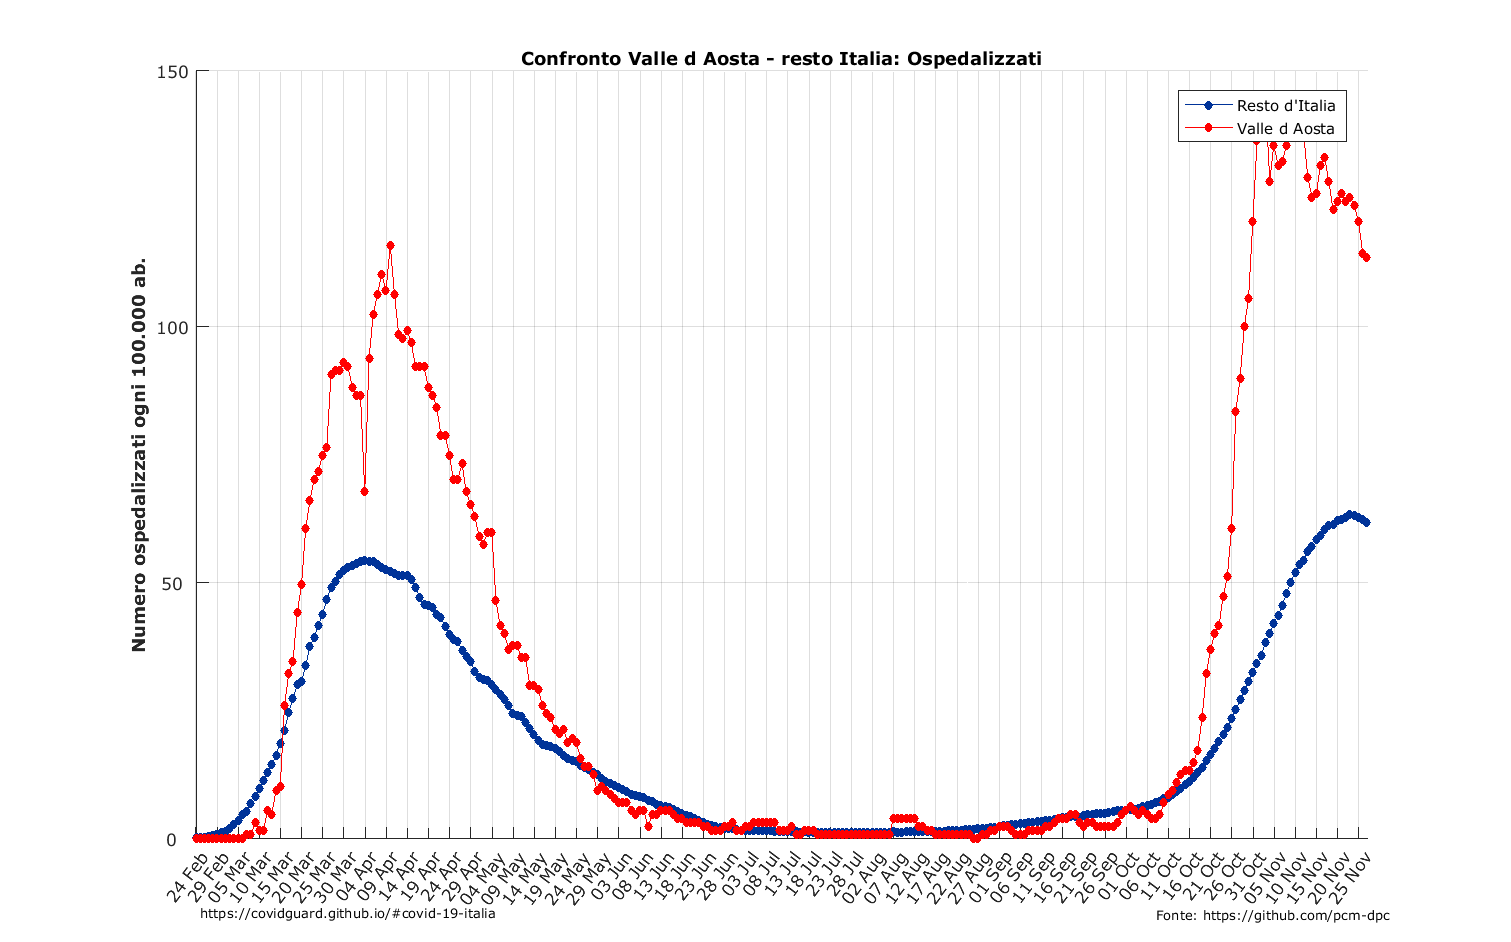 Confronto Valle d Aosta - resto Italia: Ospedalizzati
150
100
50
0
Numero ospedalizzati ogni 100.000 ab.
Resto d'Italia
Valle d Aosta
24 Feb
29 Feb
05 Mar
10 Mar
15 Mar
20 Mar
25 Mar
30 Mar
04 Apr
09 Apr
14 Apr
19 Apr
24 Apr
29 Apr
04 May
09 May
14 May
19 May
24 May
29 May
03 Jun
08 Jun
13 Jun
18 Jun
23 Jun
28 Jun
03 Jul
08 Jul
13 Jul
18 Jul
23 Jul
28 Jul
02 Aug
07 Aug
12 Aug
17 Aug
22 Aug
27 Aug
01 Sep
06 Sep
11 Sep
16 Sep
21 Sep
26 Sep
01 Oct
06 Oct
11 Oct
16 Oct
21 Oct
26 Oct
31 Oct
05 Nov
10 Nov
15 Nov
20 Nov
25 Nov
https://covidguard.github.io/#covid-19-italia
Fonte: https://github.com/pcm-dpc